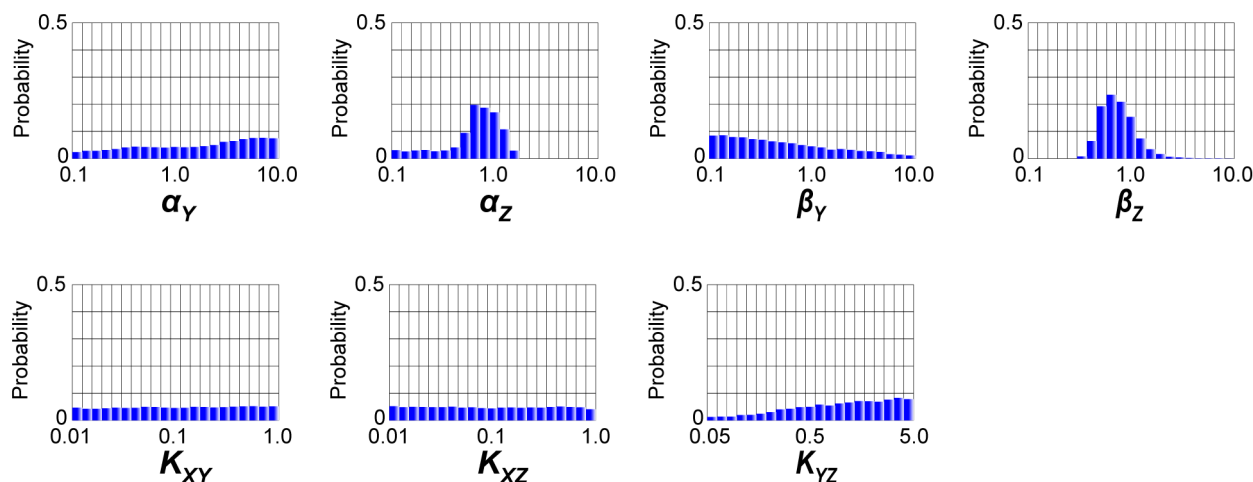 0.5 0.5 0.5 0.5
Probability Probability Probability Probability
0 0 0 0
0.1 1.0 10.0 0.1 1.0 10.0 0.1 1.0 10.0 0.1 1.0 10.0
α_Y α_Z β_Y β_Z
0.5 0.5 0.5
Probability Probability Probability
0 0 0
0.01 0.1 1.0 0.01 0.1 1.0 0.05 0.5 5.0
K_XY K_XZ K_YZ